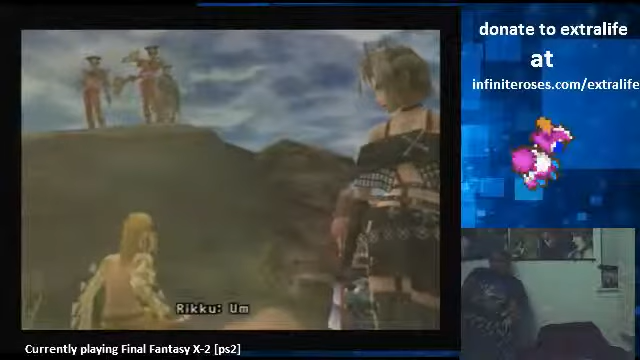 donate to extralife
at
infiniteroses.com/extralife
Rikku: Um
Currently playing Final Fantasy X-2 [ps2]